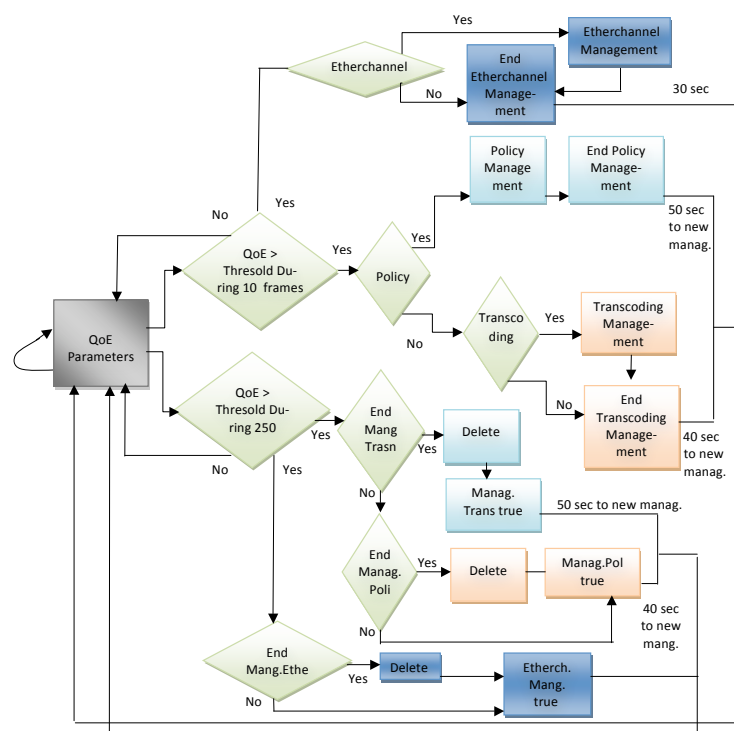 Yes
Etherchannel
Etherchannel
Management
End
Etherchannel
Manage-
ment
No
30 sec
Policy
Manage
ment
End Policy
Manage-
ment
No
Yes
50 sec
to new
manag.
QoE >
Thresold Du-
ring 10 frames
Yes
Policy
Yes
No
Transco
ding
Yes
Transcoding
Manage-
ment
QoE
Parameters
No
End
Transcoding
Manage-
ment
40 sec
to new
manag.
QoE >
Thresold Du-
ring 250
Yes
No
Yes
End
Mang
Trasn
Yes
Delete
No
Manag.
Trans true
50 sec to new manag.
End
Manag.
Poli
Yes
Delete
Manag.Pol
true
No
40 sec
to new
mang.
End
Mang.Ethe
Yes
Delete
No
Etherch.
Mang.
true